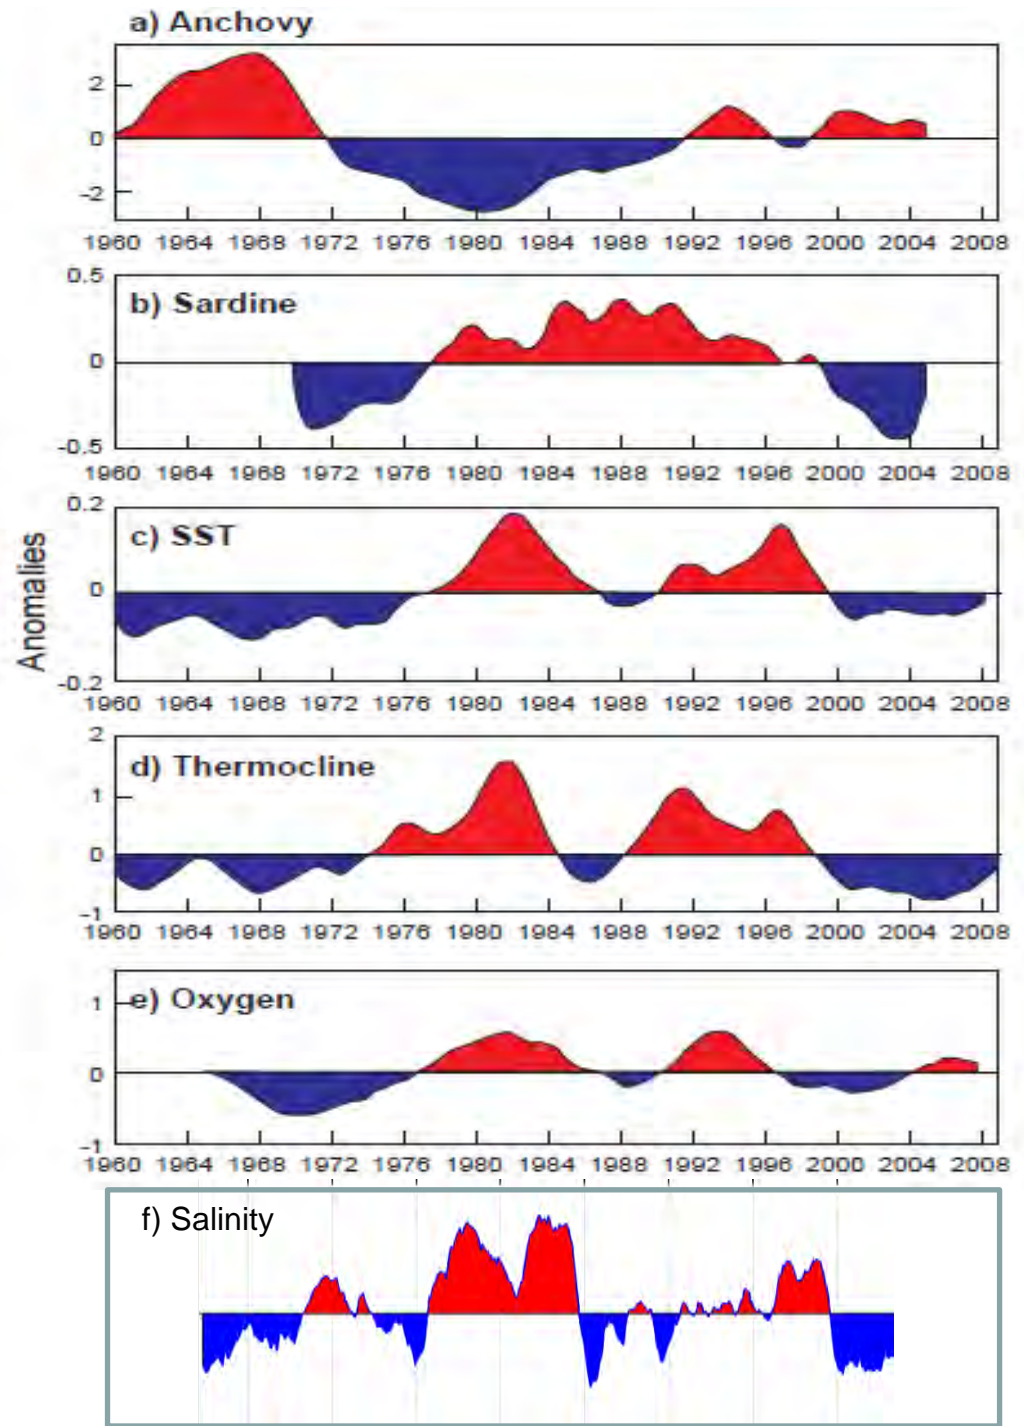 a) Anchovy
2
0
-2
1960 1964 1968 1972 1976 1980 1984 1988 1992 1996 2000 2004 2008
0.5
b) Sardine
0
-0.5
1960 1964 1968 1972 1976 1980 1984 1988 1992 1996 2000 2004 2008
0.2
c) SST
0
Anomalies
-0.2
1960 1964 1968 1972 1976 1980 1984 1988 1992 1996 2000 2004 2008
2
d) Thermocline
1
0
-1
1960 1964 1968 1972 1976 1980 1984 1988 1992 1996 2000 2004 2008
1
e) Oxygen
0
-1
1960 1964 1968 1972 1976 1980 1984 1988 1992 1996 2000 2004 2008
f) Salinity